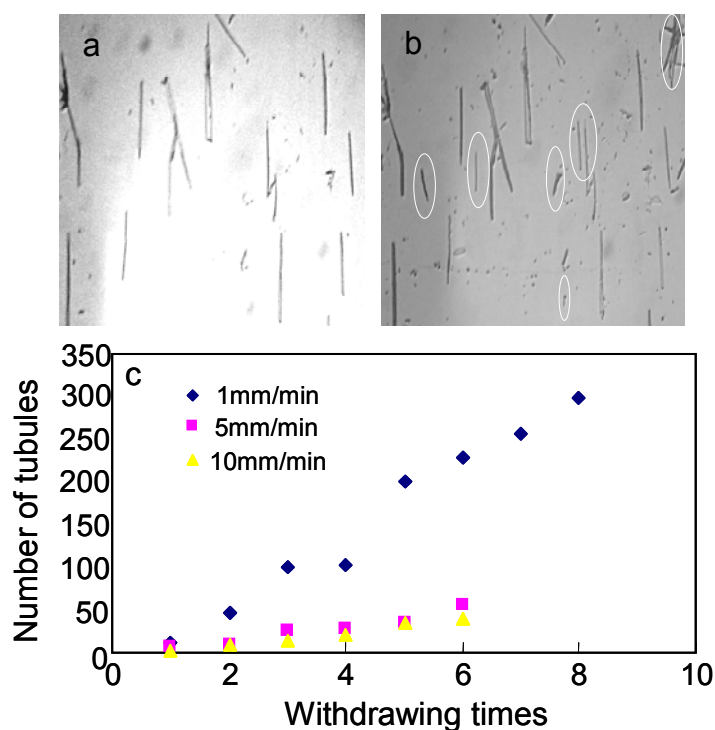 a
b
c
350
300
250
200
150
100
50
0
Number of tubules
1mm/min
5mm/min
10mm/min
0 2 4 6 8 10
Withdrawing times